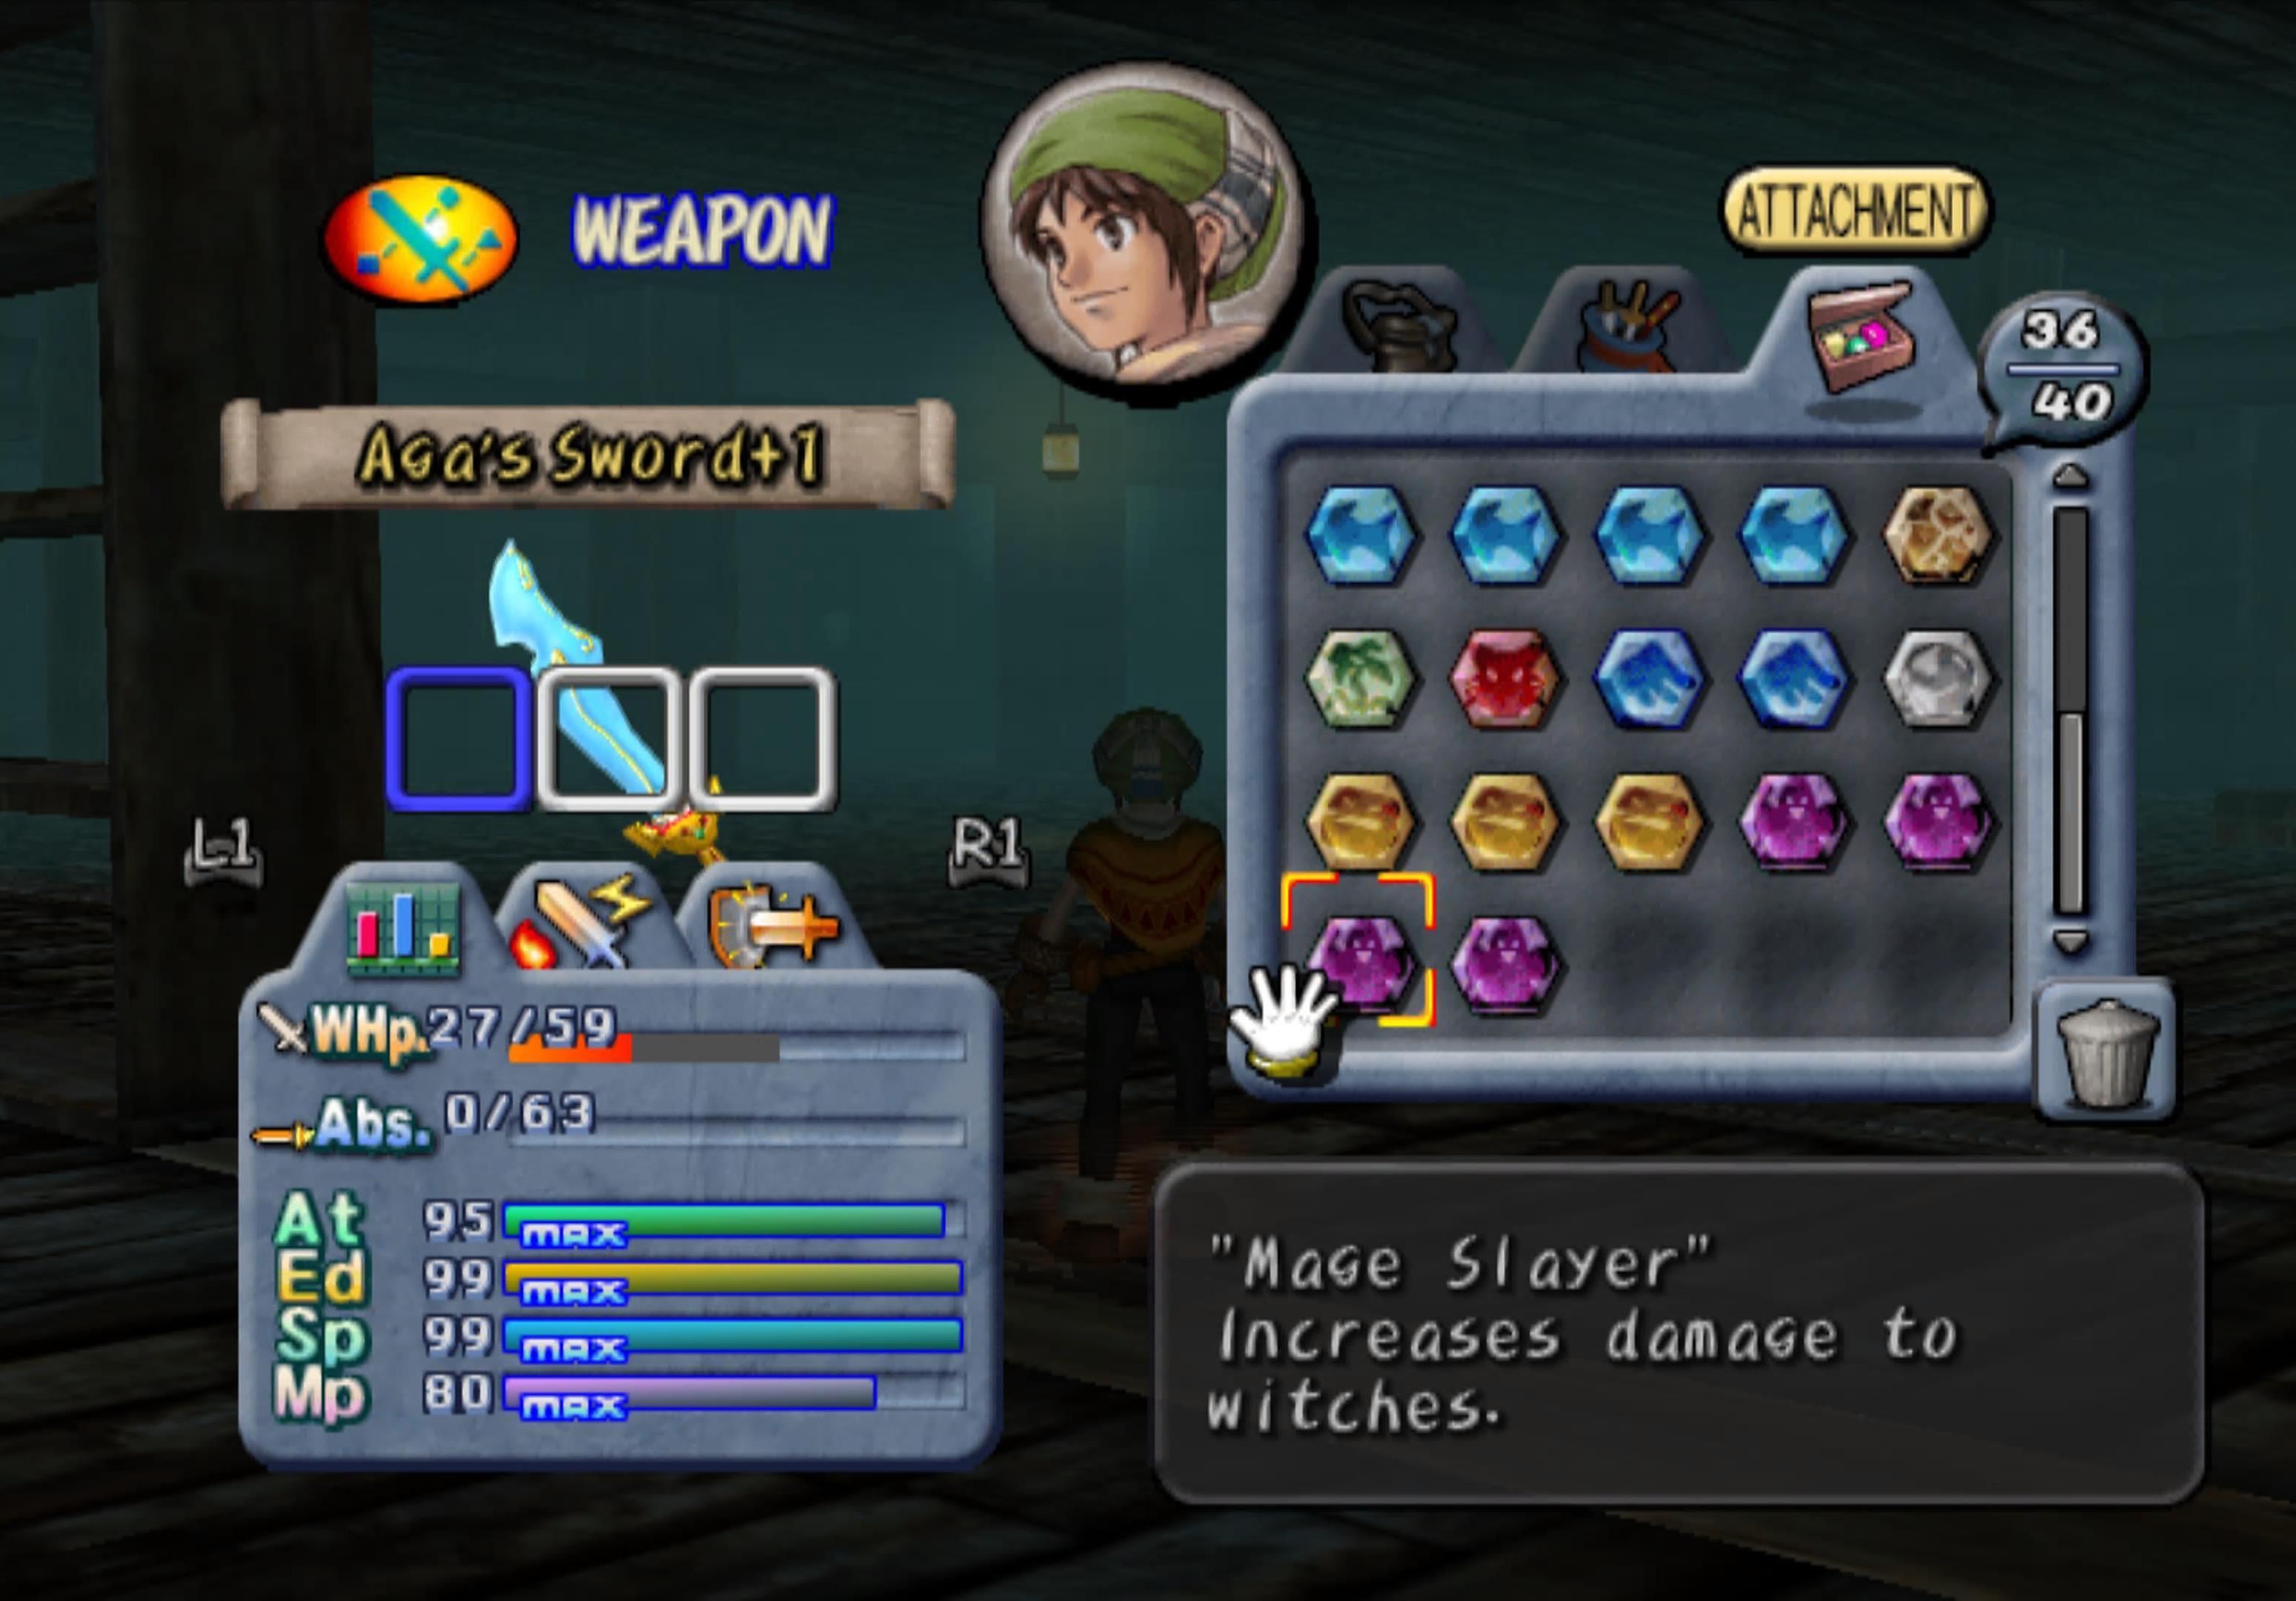 WEAPON
ATTACHMENT
36
40
Aga's Sword+1
L1
R1
WHp. 27/59
Abs. 0/63
At 95 max
Ed 99 max
Sp 99 max
Mp 80 max
"Mage Slayer"
Increases damage to
witches.